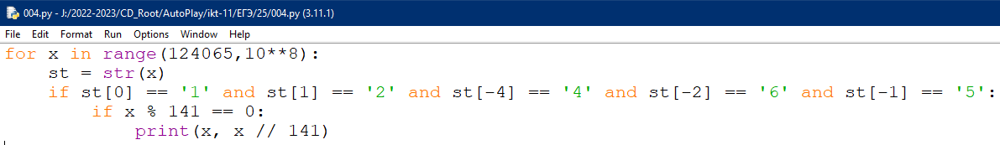 004.py - J:/2022-2023/CD_Root/AutoPlay/ikt-11/ЕГЭ/25/004.py (3.11.1)
File Edit Format Run Options Window Help
for x in range(124065,10**8):
    st = str(x)
    if st[0] == '1' and st[1] == '2' and st[-4] == '4' and st[-2] == '6' and st[-1] == '5':
        if x % 141 == 0:
            print(x, x // 141)